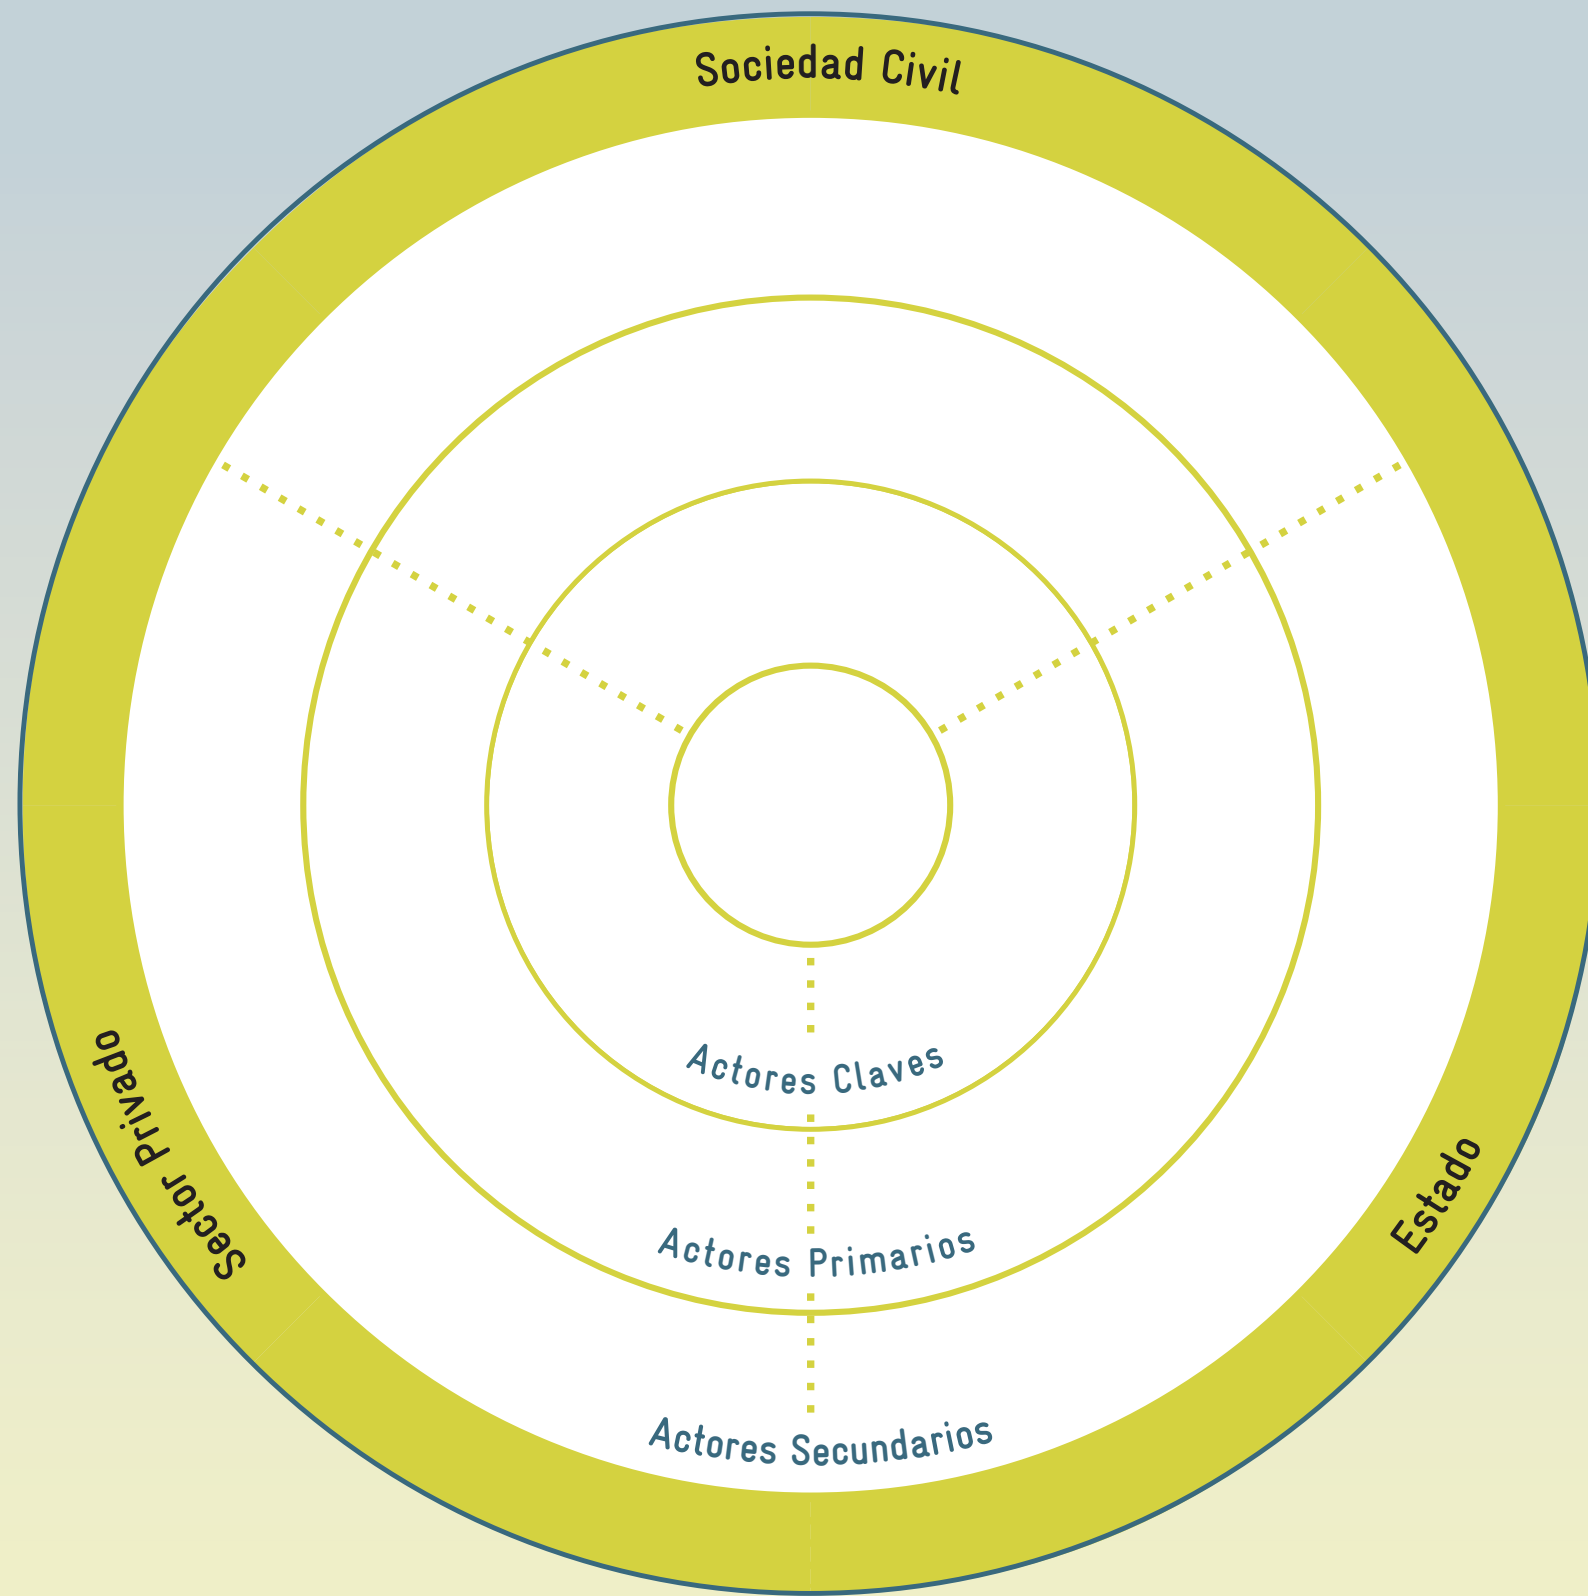 Sociedad Civil
Sector Privado
Estado
Actores Claves
Actores Primarios
Actores Secundarios